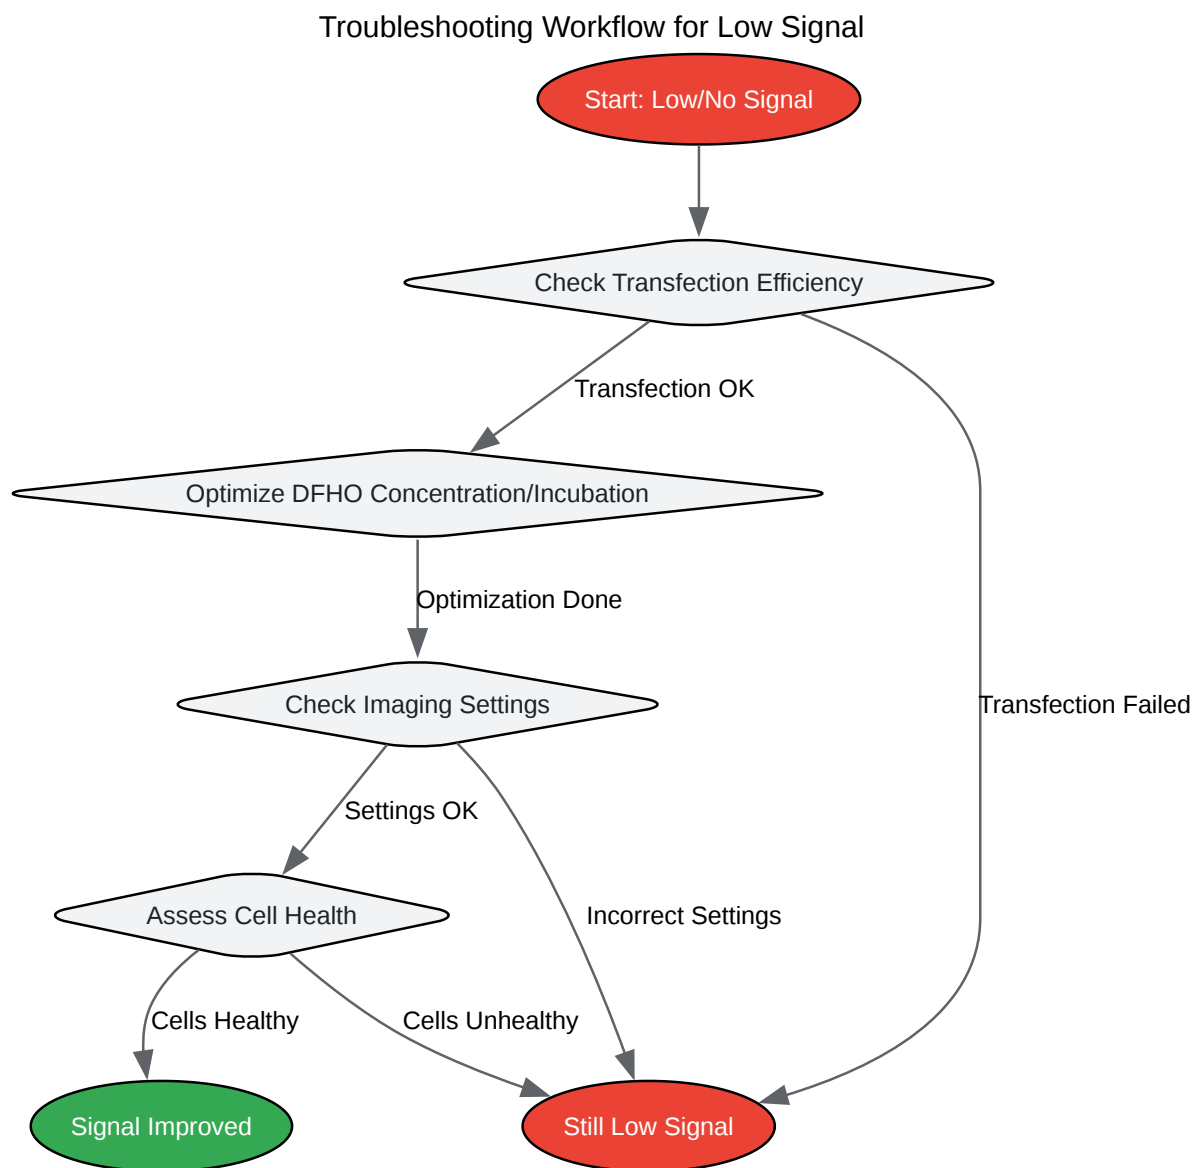 Troubleshooting Workflow for Low Signal
Start: Low/No Signal
Check Transfection Efficiency
Transfection OK
Optimize DFHO Concentration/Incubation
Optimization Done
Check Imaging Settings
Transfection Failed
Settings OK
Assess Cell Health
Incorrect Settings
Cells Healthy
Cells Unhealthy
Signal Improved
Still Low Signal